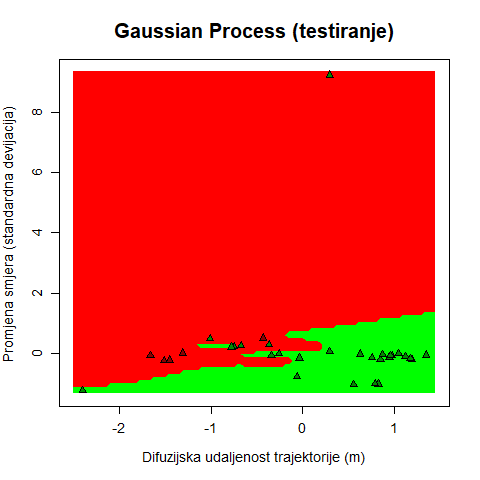 Gaussian Process (testiranje)
Promjena smjera (standardna devijacija)
8
6
4
2
0
-2 -1 0 1
Difuzijska udaljenost trajektorije (m)